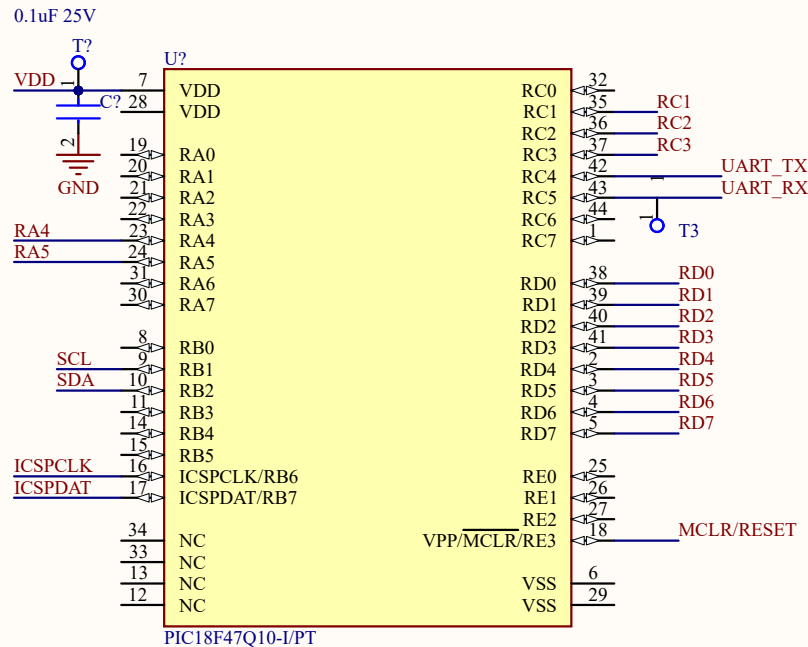 0.1uF 25V
T?
1
VDD
C?
2
GND
U?
7 VDD
28 VDD
19 RA0
20 RA1
21 RA2
22 RA3
RA4 23 RA4
RA5 24 RA5
31 RA6
30 RA7
8 RB0
SCL 9 RB1
SDA 10 RB2
11 RB3
14 RB4
15 RB5
ICSPCLK 16 ICSPCLK/RB6
ICSPDAT 17 ICSPDAT/RB7
34 NC
33 NC
13 NC
12 NC
RC0 32
RC1 35 RC1
RC2 36 RC2
RC3 37 RC3
RC4 42 UART_TX
RC5 43 UART_RX
1
RC6 44
RC7 1
1
T3
RD0 38 RD0
RD1 39 RD1
RD2 40 RD2
RD3 41 RD3
RD4 2 RD4
RD5 3 RD5
RD6 4 RD6
RD7 5 RD7
RE0 25
RE1 26
RE2 27
VPP/MCLR/RE3 18 MCLR/RESET
VSS 6
VSS 29
PIC18F47Q10-I/PT